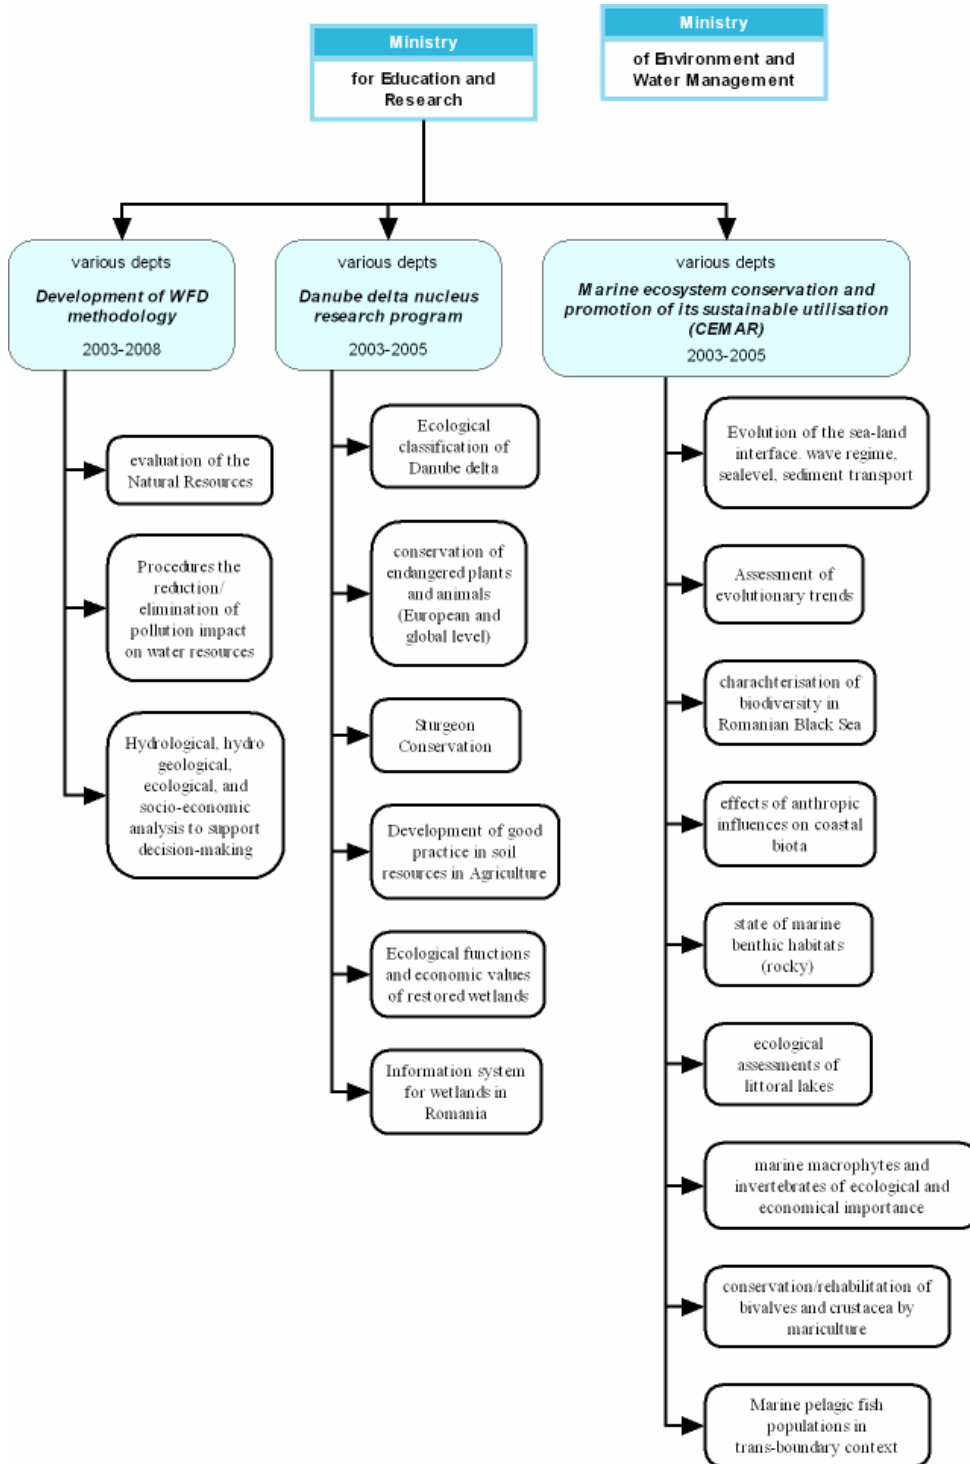 Ministry
for Education and
Research
Ministry
of Environment and
Water Management
various depts
Development of WFD
methodology
2003-2008
various depts
Danube delta nucleus
research program
2003-2005
various depts
Marine ecosystem conservation and
promotion of its sustainable utilisation
(CEMAR)
2003-2005
evaluation of the
Natural Resources
Procedures the
reduction/
elimination of
pollution impact
on water resources
Hydrological, hydro
geological,
ecological, and
socio-economic
analysis to support
decision-making
Ecological
classification of
Danube delta
conservation of
endangered plants
and animals
(European and
global level)
Sturgeon
Conservation
Development of good
practice in soil
resources in Agriculture
Ecological functions
and economic values
of restored wetlands
Information system
for wetlands in
Romania
Evolution of the sea-land
interface. wave regime,
sealevel, sediment transport
Assessment of
evolutionary trends
charachterisation of
biodiversity in
Romanian Black Sea
effects of anthropic
influences on coastal
biota
state of marine
benthic habitats
(rocky)
ecological
assessments of
littoral lakes
marine macrophytes and
invertebrates of ecological and
economical importance
conservation/rehabilitation of
bivalves and crustacea by
mariculture
Marine pelagic fish
populations in
trans-boundary context